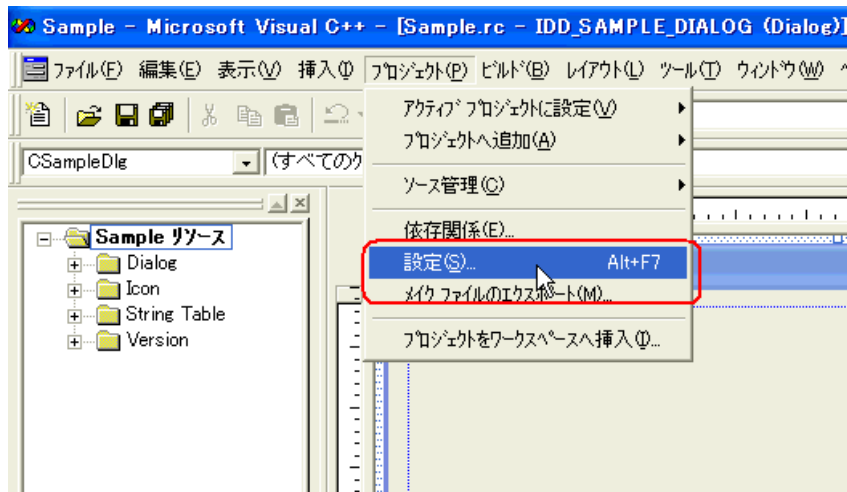 Sample - Microsoft Visual C++ - [Sample.rc - IDD_SAMPLE_DIALOG (Dialog)]
ﾌｧｲﾙ(F) 編集(E) 表示(V) 挿入(I) ﾌﾟﾛｼﾞｪｸﾄ(P) ﾋﾞﾙﾄﾞ(B) ﾚｲｱｳﾄ(L) ﾂｰﾙ(T) ｳｨﾝﾄﾞｳ(W)
CSampleDlg (すべてのク
Sample ﾘｿｰｽ
Dialog
Icon
String Table
Version
ｱｸﾃｨﾌﾞ ﾌﾟﾛｼﾞｪｸﾄに設定(V)
ﾌﾟﾛｼﾞｪｸﾄへ追加(A)
ｿｰｽ管理(C)
依存関係(E)...
設定(S)... Alt+F7
ﾒｲｸ ﾌｧｲﾙのｴｸｽﾎﾟｰﾄ(M)...
ﾌﾟﾛｼﾞｪｸﾄをﾜｰｸｽﾍﾟｰｽへ挿入(I)...